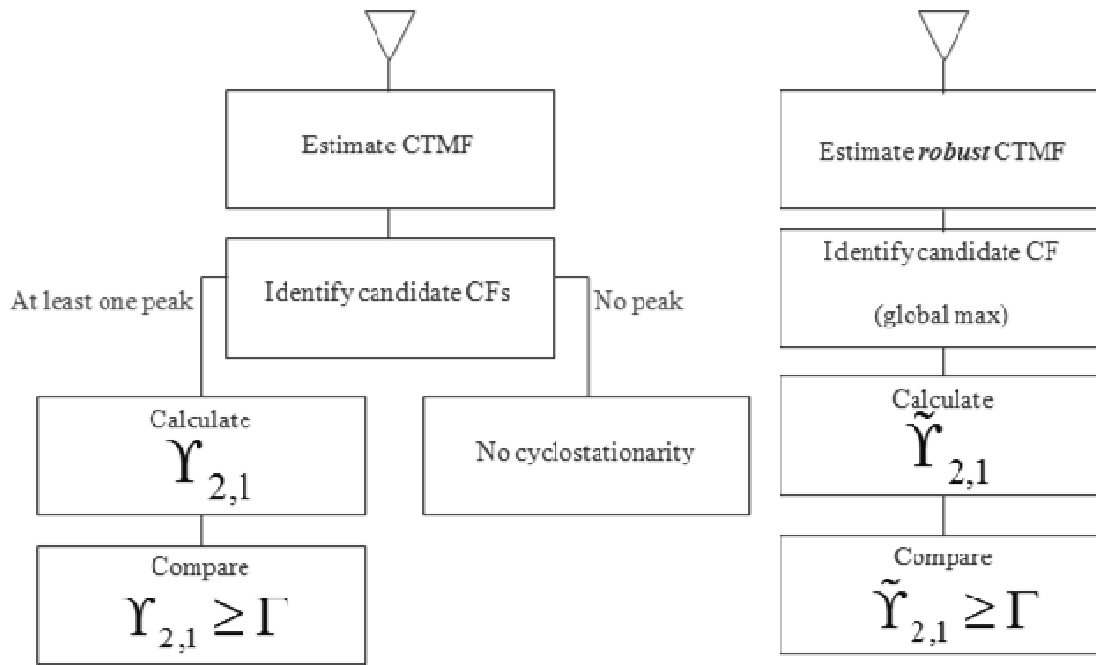 Estimate CTMF
Identify candidate CFs
At least one peak
No peak
Calculate
ϒ2,1
No cyclostationarity
Compare
ϒ2,1 ≥ Γ
Estimate robust CTMF
Identify candidate CF
(global max)
Calculate
ϒ̃2,1
Compare
ϒ̃2,1 ≥ Γ